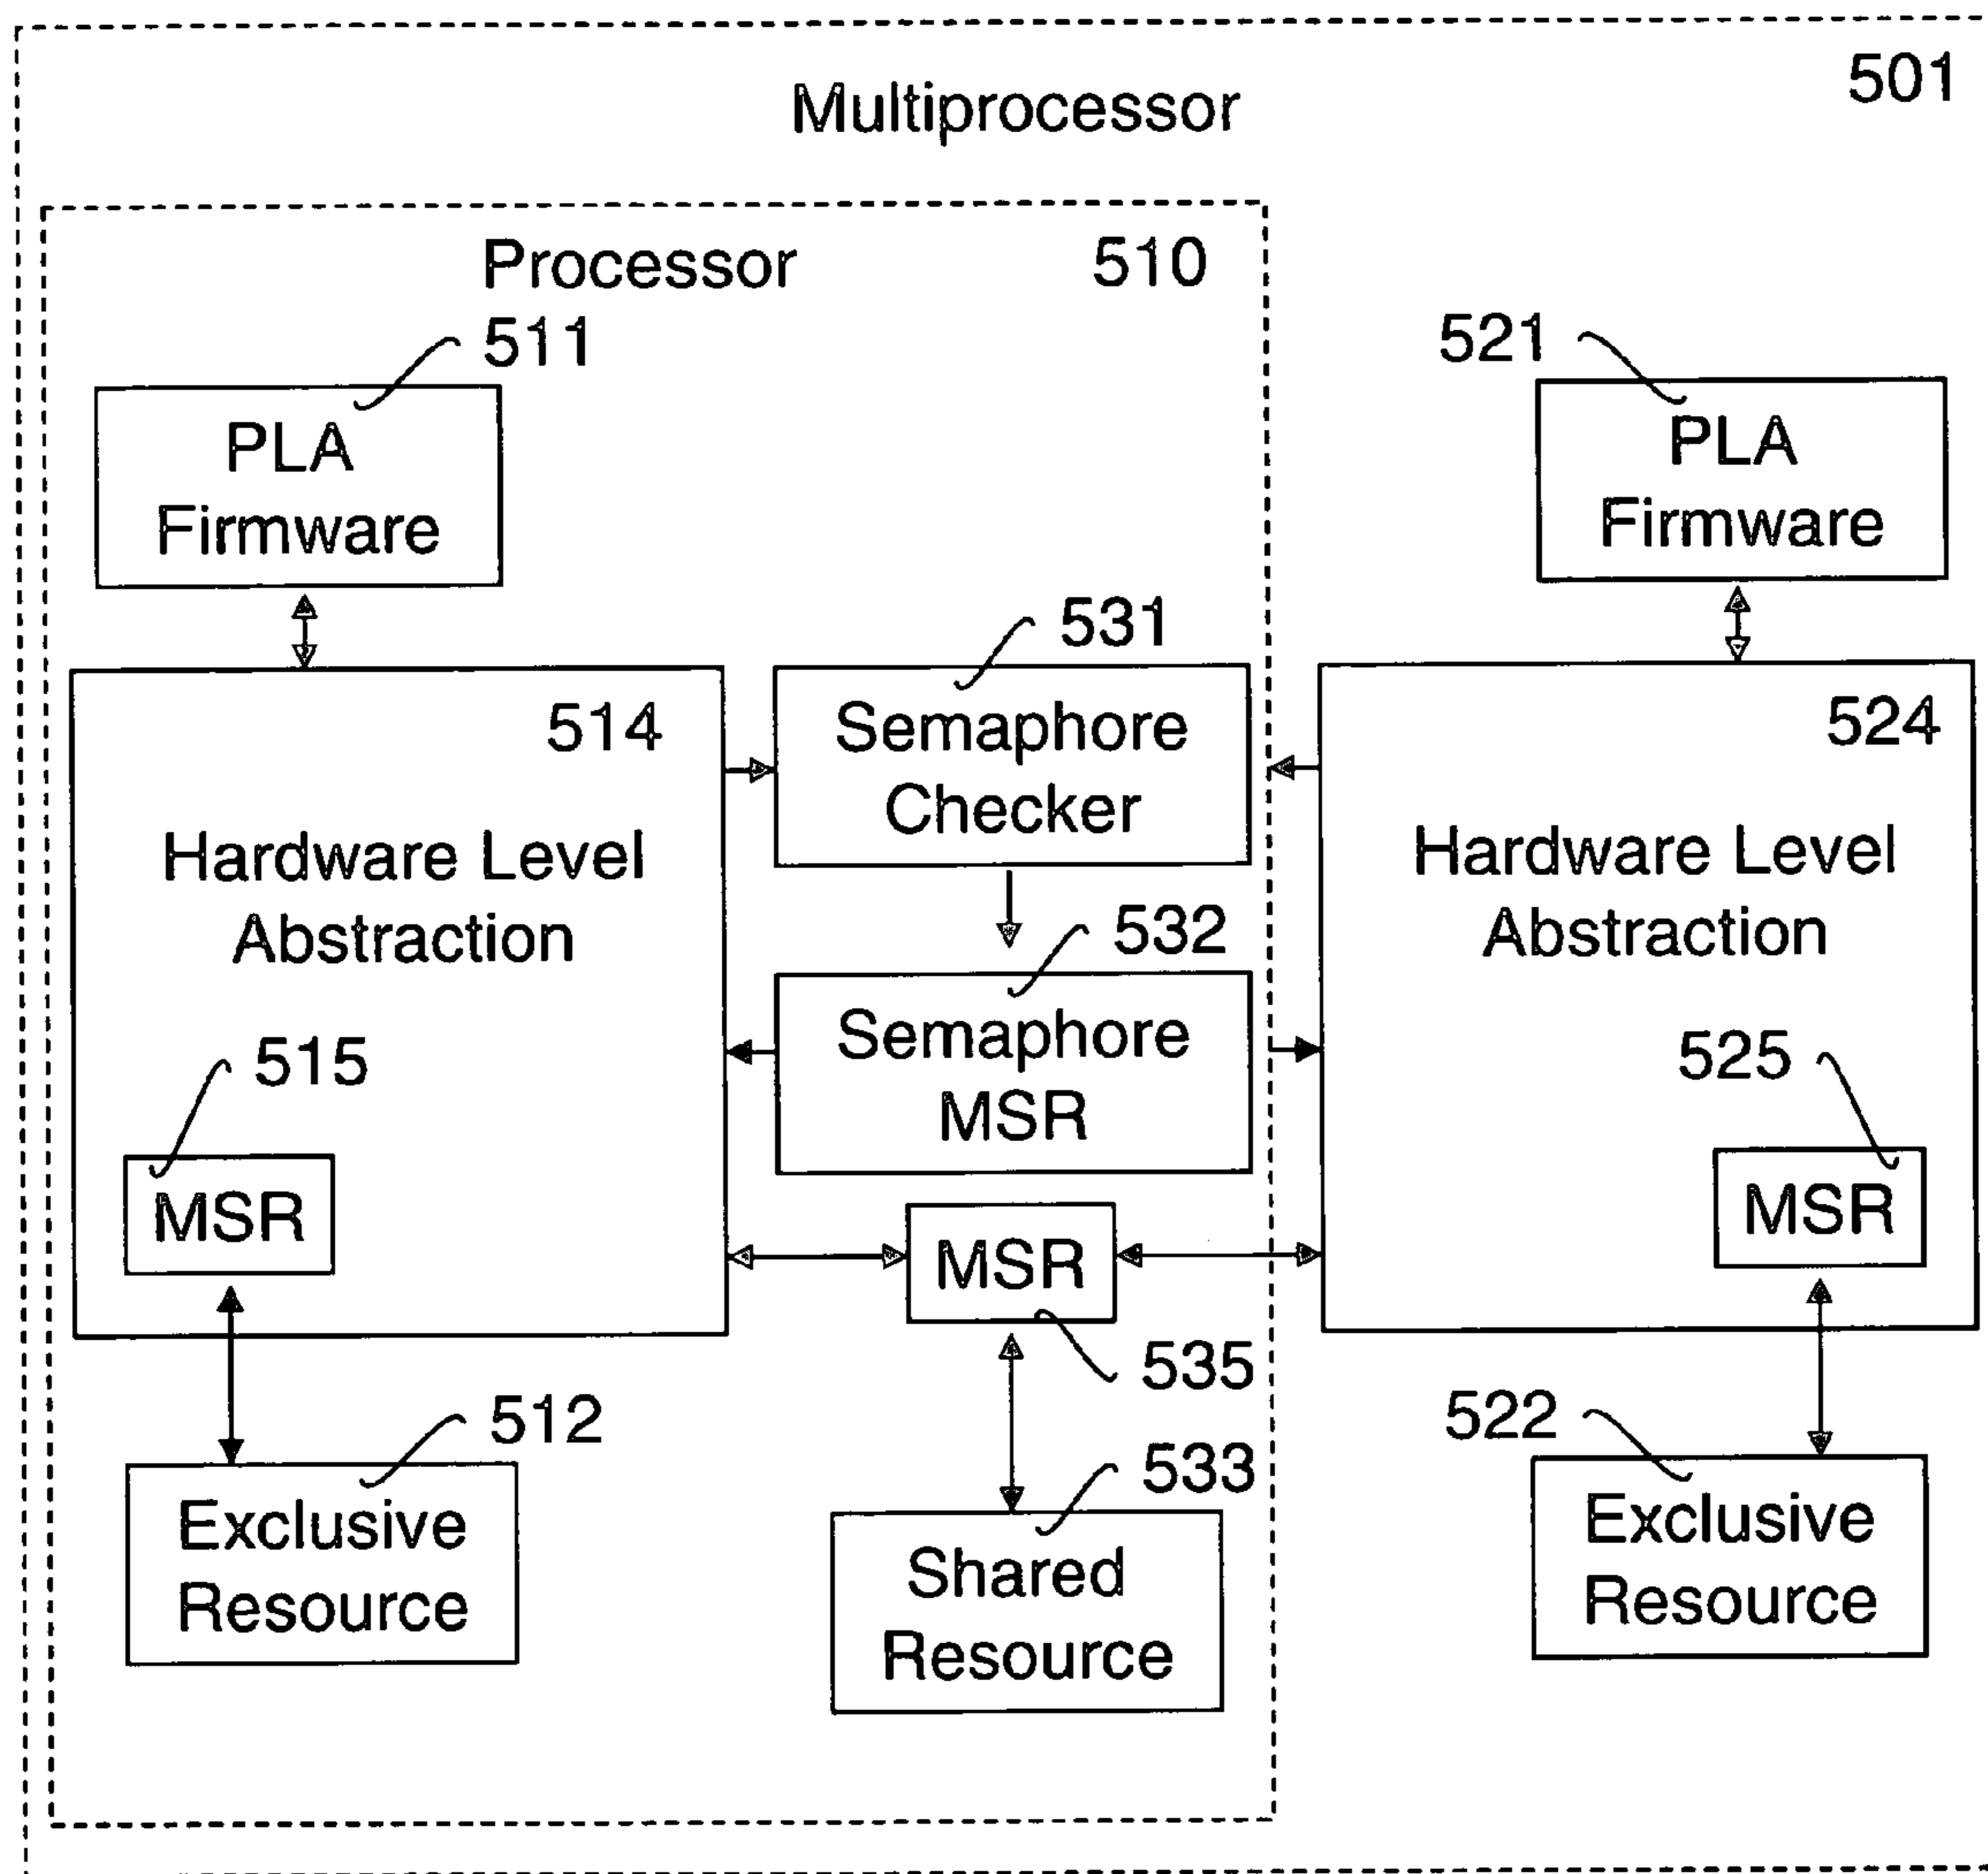 501
Multiprocessor
Processor
510
511
PLA
Firmware
521
PLA
Firmware
531
514
Semaphore
Checker
524
Hardware Level
Abstraction
Hardware Level
Abstraction
532
Semaphore
MSR
515
MSR
525
MSR
MSR
535
512
Exclusive
Resource
533
Shared
Resource
522
Exclusive
Resource